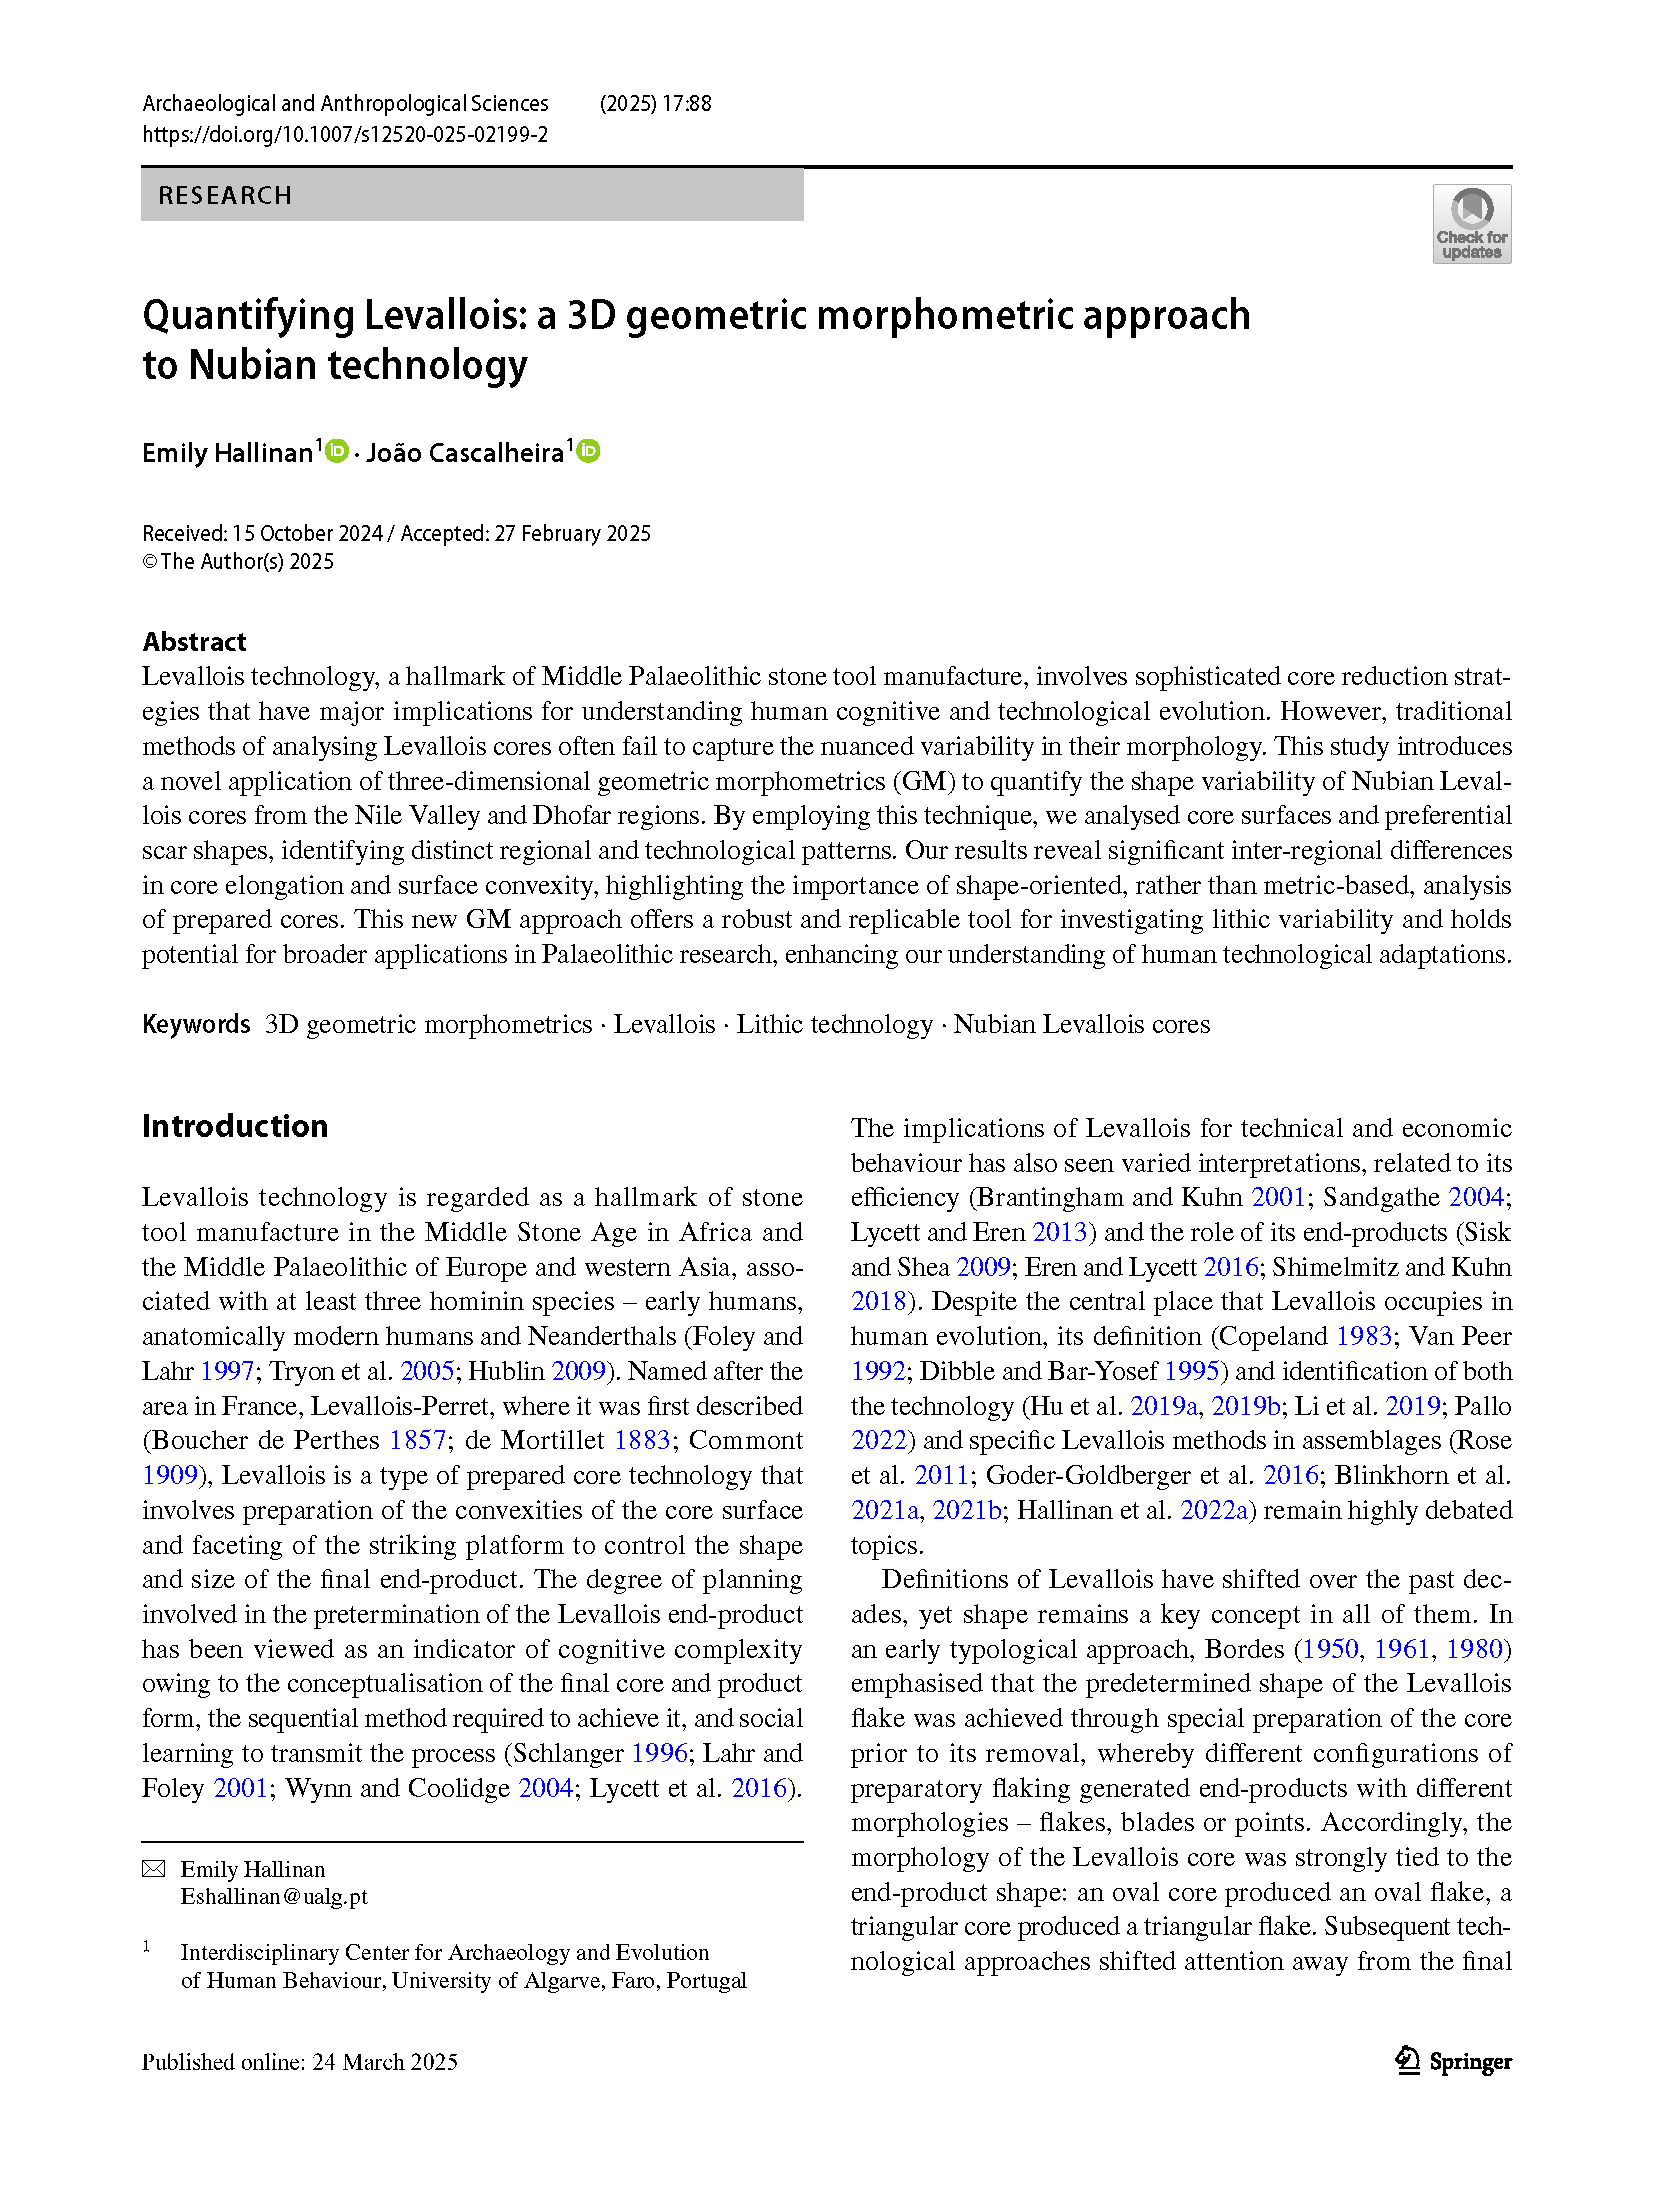 Archaeological and Anthropological Sciences (2025) 17:88
https://doi.org/10.1007/s12520-025-02199-2
RESEARCH
Check for
updates
Quantifying Levallois: a 3D geometric morphometric approach
to Nubian technology
Emily Hallinan1 iD · João Cascalheira1 iD
Received: 15 October 2024 / Accepted: 27 February 2025
© The Author(s) 2025
Abstract
Levallois technology, a hallmark of Middle Palaeolithic stone tool manufacture, involves sophisticated core reduction strat-
egies that have major implications for understanding human cognitive and technological evolution. However, traditional
methods of analysing Levallois cores often fail to capture the nuanced variability in their morphology. This study introduces
a novel application of three-dimensional geometric morphometrics (GM) to quantify the shape variability of Nubian Leval-
lois cores from the Nile Valley and Dhofar regions. By employing this technique, we analysed core surfaces and preferential
scar shapes, identifying distinct regional and technological patterns. Our results reveal significant inter-regional differences
in core elongation and surface convexity, highlighting the importance of shape-oriented, rather than metric-based, analysis
of prepared cores. This new GM approach offers a robust and replicable tool for investigating lithic variability and holds
potential for broader applications in Palaeolithic research, enhancing our understanding of human technological adaptations.
Keywords 3D geometric morphometrics · Levallois · Lithic technology · Nubian Levallois cores
Introduction
Levallois technology is regarded as a hallmark of stone
tool manufacture in the Middle Stone Age in Africa and
the Middle Palaeolithic of Europe and western Asia, asso-
ciated with at least three hominin species – early humans,
anatomically modern humans and Neanderthals (Foley and
Lahr 1997; Tryon et al. 2005; Hublin 2009). Named after the
area in France, Levallois-Perret, where it was first described
(Boucher de Perthes 1857; de Mortillet 1883; Commont
1909), Levallois is a type of prepared core technology that
involves preparation of the convexities of the core surface
and faceting of the striking platform to control the shape
and size of the final end-product. The degree of planning
involved in the pretermination of the Levallois end-product
has been viewed as an indicator of cognitive complexity
owing to the conceptualisation of the final core and product
form, the sequential method required to achieve it, and social
learning to transmit the process (Schlanger 1996; Lahr and
Foley 2001; Wynn and Coolidge 2004; Lycett et al. 2016).
The implications of Levallois for technical and economic
behaviour has also seen varied interpretations, related to its
efficiency (Brantingham and Kuhn 2001; Sandgathe 2004;
Lycett and Eren 2013) and the role of its end-products (Sisk
and Shea 2009; Eren and Lycett 2016; Shimelmitz and Kuhn
2018). Despite the central place that Levallois occupies in
human evolution, its definition (Copeland 1983; Van Peer
1992; Dibble and Bar-Yosef 1995) and identification of both
the technology (Hu et al. 2019a, 2019b; Li et al. 2019; Pallo
2022) and specific Levallois methods in assemblages (Rose
et al. 2011; Goder-Goldberger et al. 2016; Blinkhorn et al.
2021a, 2021b; Hallinan et al. 2022a) remain highly debated
topics.
Definitions of Levallois have shifted over the past dec-
ades, yet shape remains a key concept in all of them. In
an early typological approach, Bordes (1950, 1961, 1980)
emphasised that the predetermined shape of the Levallois
flake was achieved through special preparation of the core
prior to its removal, whereby different configurations of
preparatory flaking generated end-products with different
morphologies – flakes, blades or points. Accordingly, the
morphology of the Levallois core was strongly tied to the
end-product shape: an oval core produced an oval flake, a
triangular core produced a triangular flake. Subsequent tech-
nological approaches shifted attention away from the final
Emily Hallinan
Eshallinan@ualg.pt
1 Interdisciplinary Center for Archaeology and Evolution
of Human Behaviour, University of Algarve, Faro, Portugal
Published online: 24 March 2025
Springer